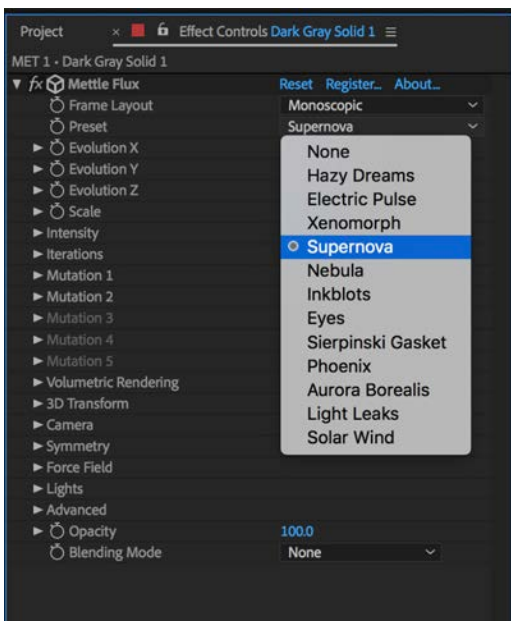 Project × Effect Controls Dark Gray Solid 1
MET 1 • Dark Gray Solid 1
fx Mettle Flux Reset Register... About...
Frame Layout Monoscopic
Preset Supernova
Evolution X
Evolution Y
Evolution Z
Scale
Intensity
Iterations
Mutation 1
Mutation 2
Mutation 3
Mutation 4
Mutation 5
Volumetric Rendering
3D Transform
Camera
Symmetry
Force Field
Lights
Advanced
Opacity 100.0
Blending Mode None
None
Hazy Dreams
Electric Pulse
Xenomorph
Supernova
Nebula
Inkblots
Eyes
Sierpinski Gasket
Phoenix
Aurora Borealis
Light Leaks
Solar Wind